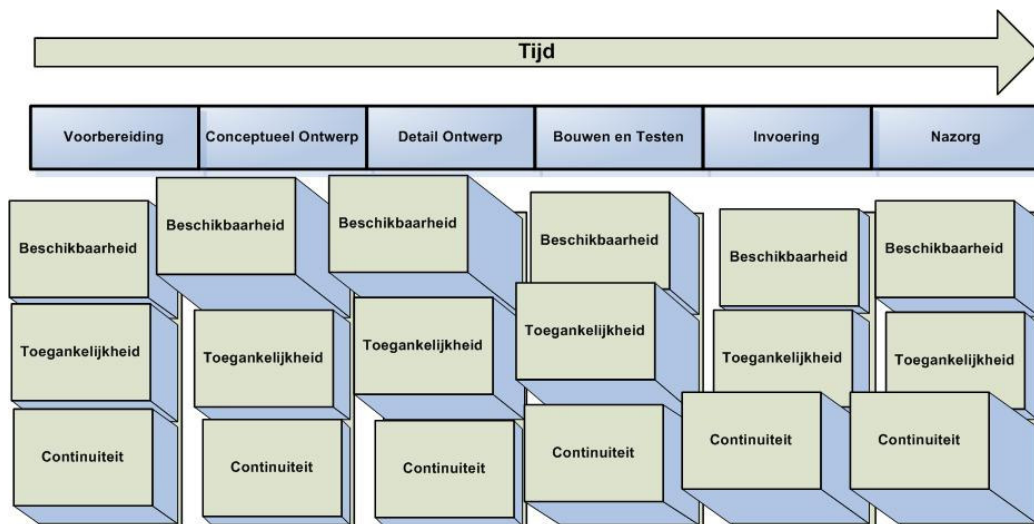 Tijd
Voorbereiding
Conceptueel Ontwerp
Detail Ontwerp
Bouwen en Testen
Invoering
Nazorg
Beschikbaarheid
Beschikbaarheid
Beschikbaarheid
Beschikbaarheid
Beschikbaarheid
Beschikbaarheid
Toegankelijkheid
Toegankelijkheid
Toegankelijkheid
Toegankelijkheid
Toegankelijkheid
Toegankelijkheid
Continuiteit
Continuiteit
Continuiteit
Continuiteit
Continuiteit
Continuiteit